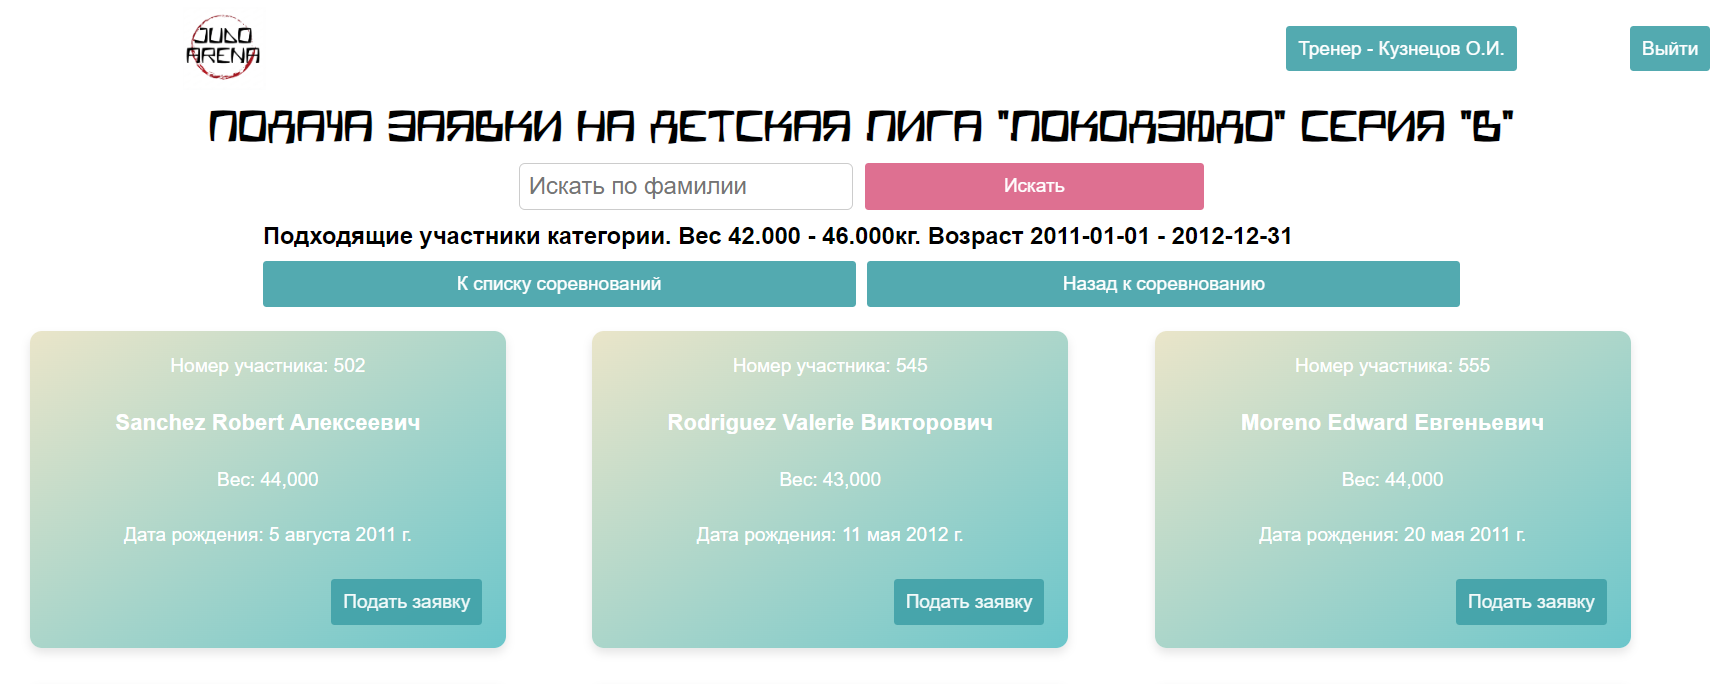 JUDO
ARENA
Тренер - Кузнецов О.И.
Выйти
ПОДАЧА ЗАЯВКИ НА ДЕТСКАЯ ЛИГА "ЛОКОДЗЮДО" СЕРИЯ "В"
Искать по фамилии
Искать
Подходящие участники категории. Вес 42.000 - 46.000кг. Возраст 2011-01-01 - 2012-12-31
К списку соревнований
Назад к соревнованию
Номер участника: 502
Sanchez Robert Алексеевич
Вес: 44,000
Дата рождения: 5 августа 2011 г.
Подать заявку
Номер участника: 545
Rodriguez Valerie Викторович
Вес: 43,000
Дата рождения: 11 мая 2012 г.
Подать заявку
Номер участника: 555
Moreno Edward Евгеньевич
Вес: 44,000
Дата рождения: 20 мая 2011 г.
Подать заявку